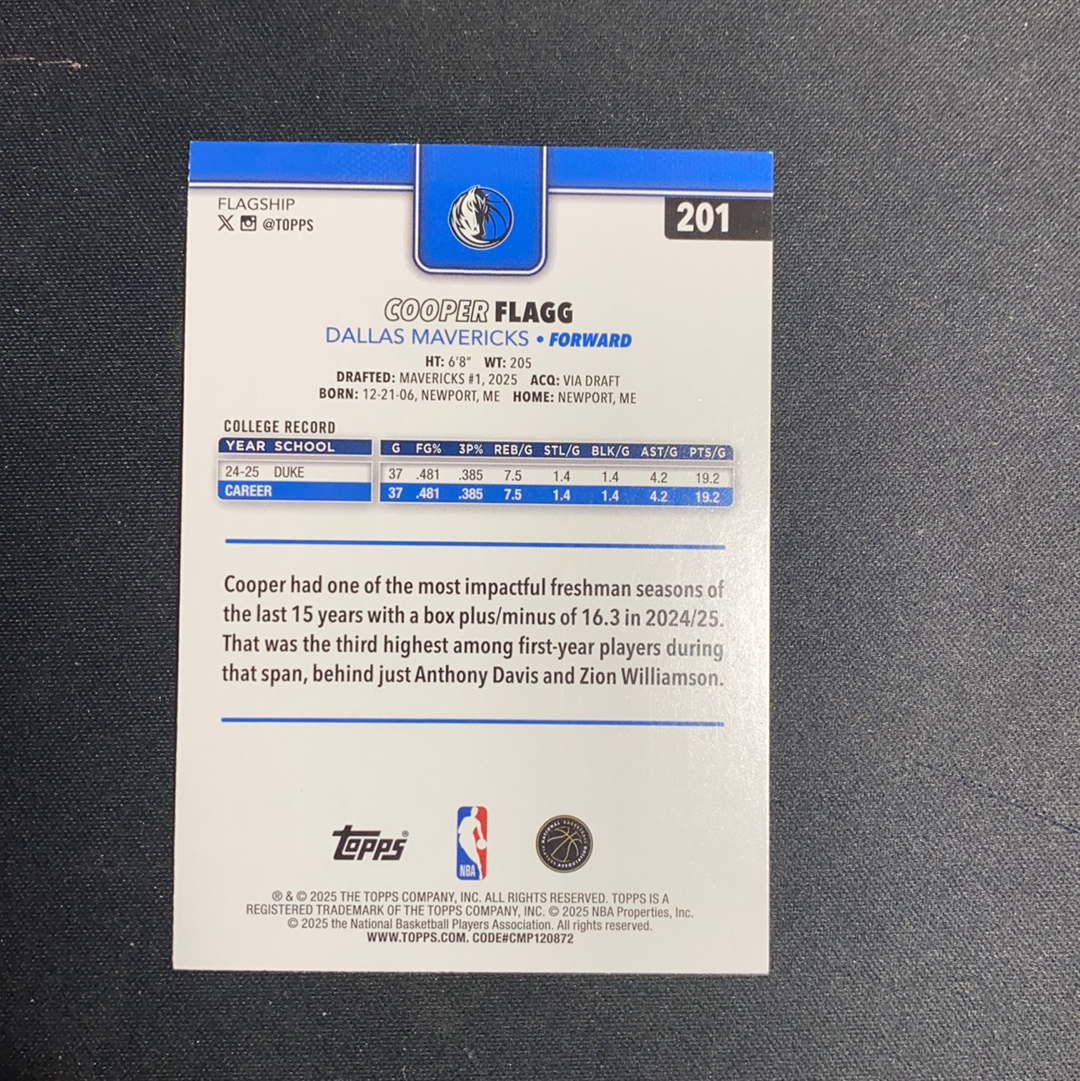 FLAGSHIP
@TOPPS
201
COOPER FLAGG
DALLAS MAVERICKS • FORWARD
HT: 6'8" WT: 205
DRAFTED: MAVERICKS #1, 2025 ACQ: VIA DRAFT
BORN: 12-21-06, NEWPORT, ME HOME: NEWPORT, ME
COLLEGE RECORD
YEAR SCHOOL G FG% 3P% REB/G STL/G BLK/G AST/G PTS/G
24-25 DUKE 37 .481 .385 7.5 1.4 1.4 4.2 19.2
CAREER 37 .481 .385 7.5 1.4 1.4 4.2 19.2
Cooper had one of the most impactful freshman seasons of
the last 15 years with a box plus/minus of 16.3 in 2024/25.
That was the third highest among first-year players during
that span, behind just Anthony Davis and Zion Williamson.
Topps®
NBA
® & © 2025 THE TOPPS COMPANY, INC. ALL RIGHTS RESERVED. TOPPS IS A
REGISTERED TRADEMARK OF THE TOPPS COMPANY, INC. © 2025 NBA Properties, Inc.
© 2025 the National Basketball Players Association. All rights reserved.
WWW.TOPPS.COM. CODE#CMP120872